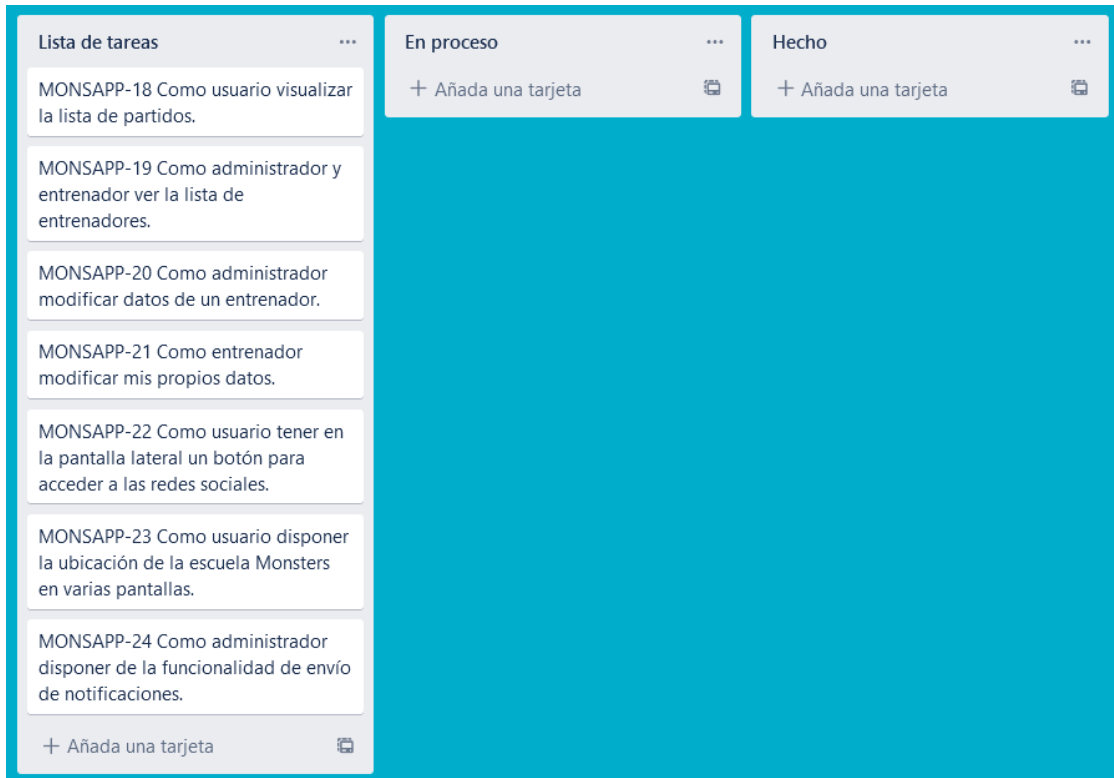 Lista de tareas
MONSAPP-18 Como usuario visualizar
la lista de partidos.
MONSAPP-19 Como administrador y
entrenador ver la lista de
entrenadores.
MONSAPP-20 Como administrador
modificar datos de un entrenador.
MONSAPP-21 Como entrenador
modificar mis propios datos.
MONSAPP-22 Como usuario tener en
la pantalla lateral un botón para
acceder a las redes sociales.
MONSAPP-23 Como usuario disponer
la ubicación de la escuela Monsters
en varias pantallas.
MONSAPP-24 Como administrador
disponer de la funcionalidad de envío
de notificaciones.
+ Añada una tarjeta
En proceso
+ Añada una tarjeta
Hecho
+ Añada una tarjeta